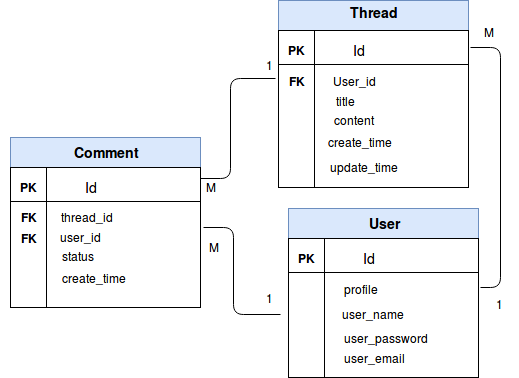 Thread
M
PK Id
1
FK User_id
title
content
create_time
update_time
Comment
PK Id
M
FK thread_id
FK user_id
status
create_time
M
User
PK Id
profile
user_name
user_password
user_email
1
1